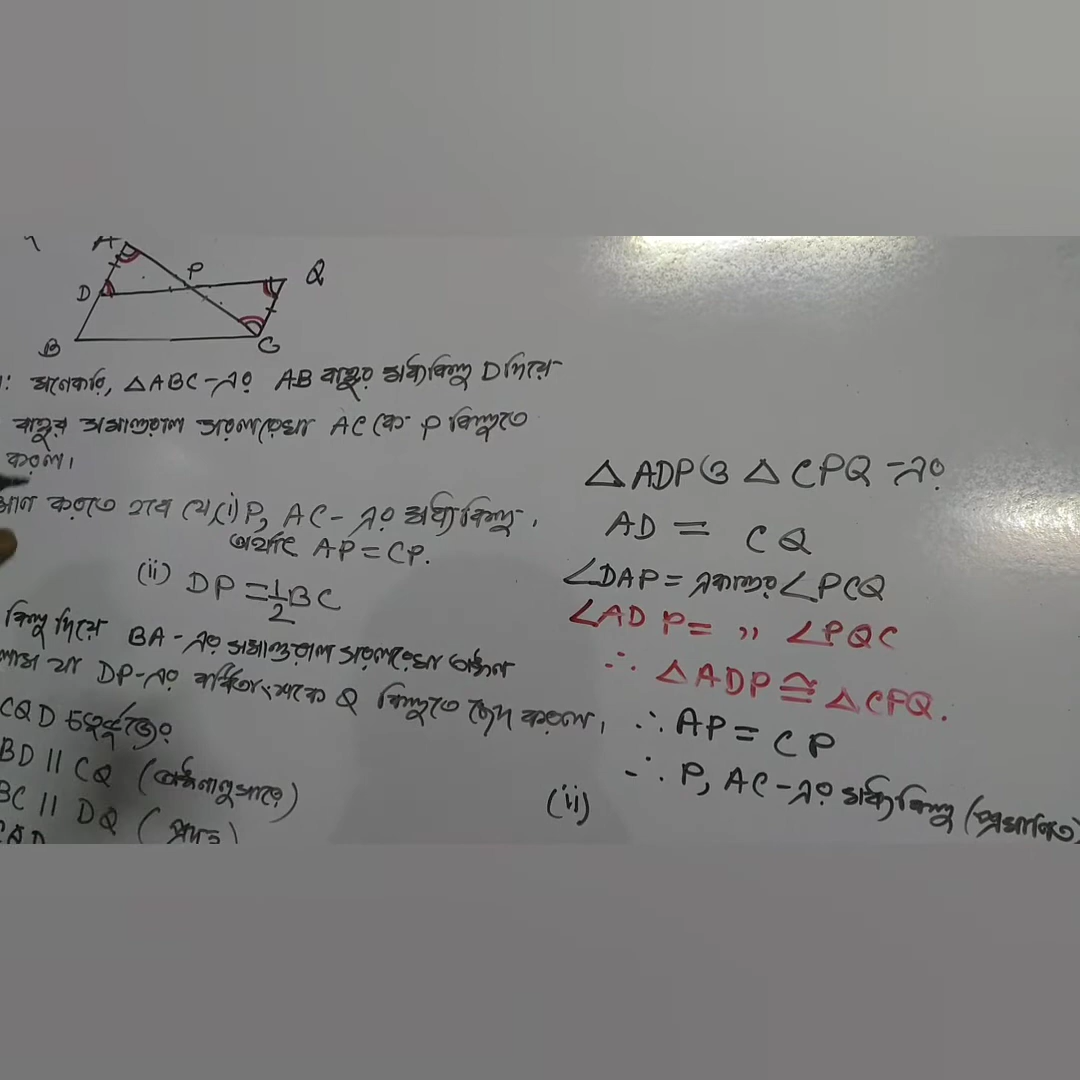 A
P
Q
D
B
C
: মনেকরি, △ABC-এর AB বাহুর মধ্যবিন্দু D দিয়ে
বাহুর সমান্তরাল সরলরেখা AC কে P বিন্দুতে
করল।
করতে হবে যে (i) P, AC-এর মধ্যবিন্দু,
অর্থাৎ AP = CP.
(ii) DP = 1/2 BC
বিন্দু দিয়ে BA-এর সমান্তরাল সরলরেখা অঙ্কন
যা DP-এর বর্ধিতাংশকে Q বিন্দুতে ছেদ করল।
CQD চতুর্ভুজের
BD || CQ (অঙ্কনানুসারে)
BC || DQ (প্রদত্ত)
△ADP ও △CPQ-এর
AD = CQ
∠DAP = একান্তর ∠PCQ
∠ADP = ,, ∠PQC
∴ △ADP ≅ △CPQ.
∴ AP = CP
∴ P, AC-এর মধ্যবিন্দু (প্রমাণিত)
(ii)